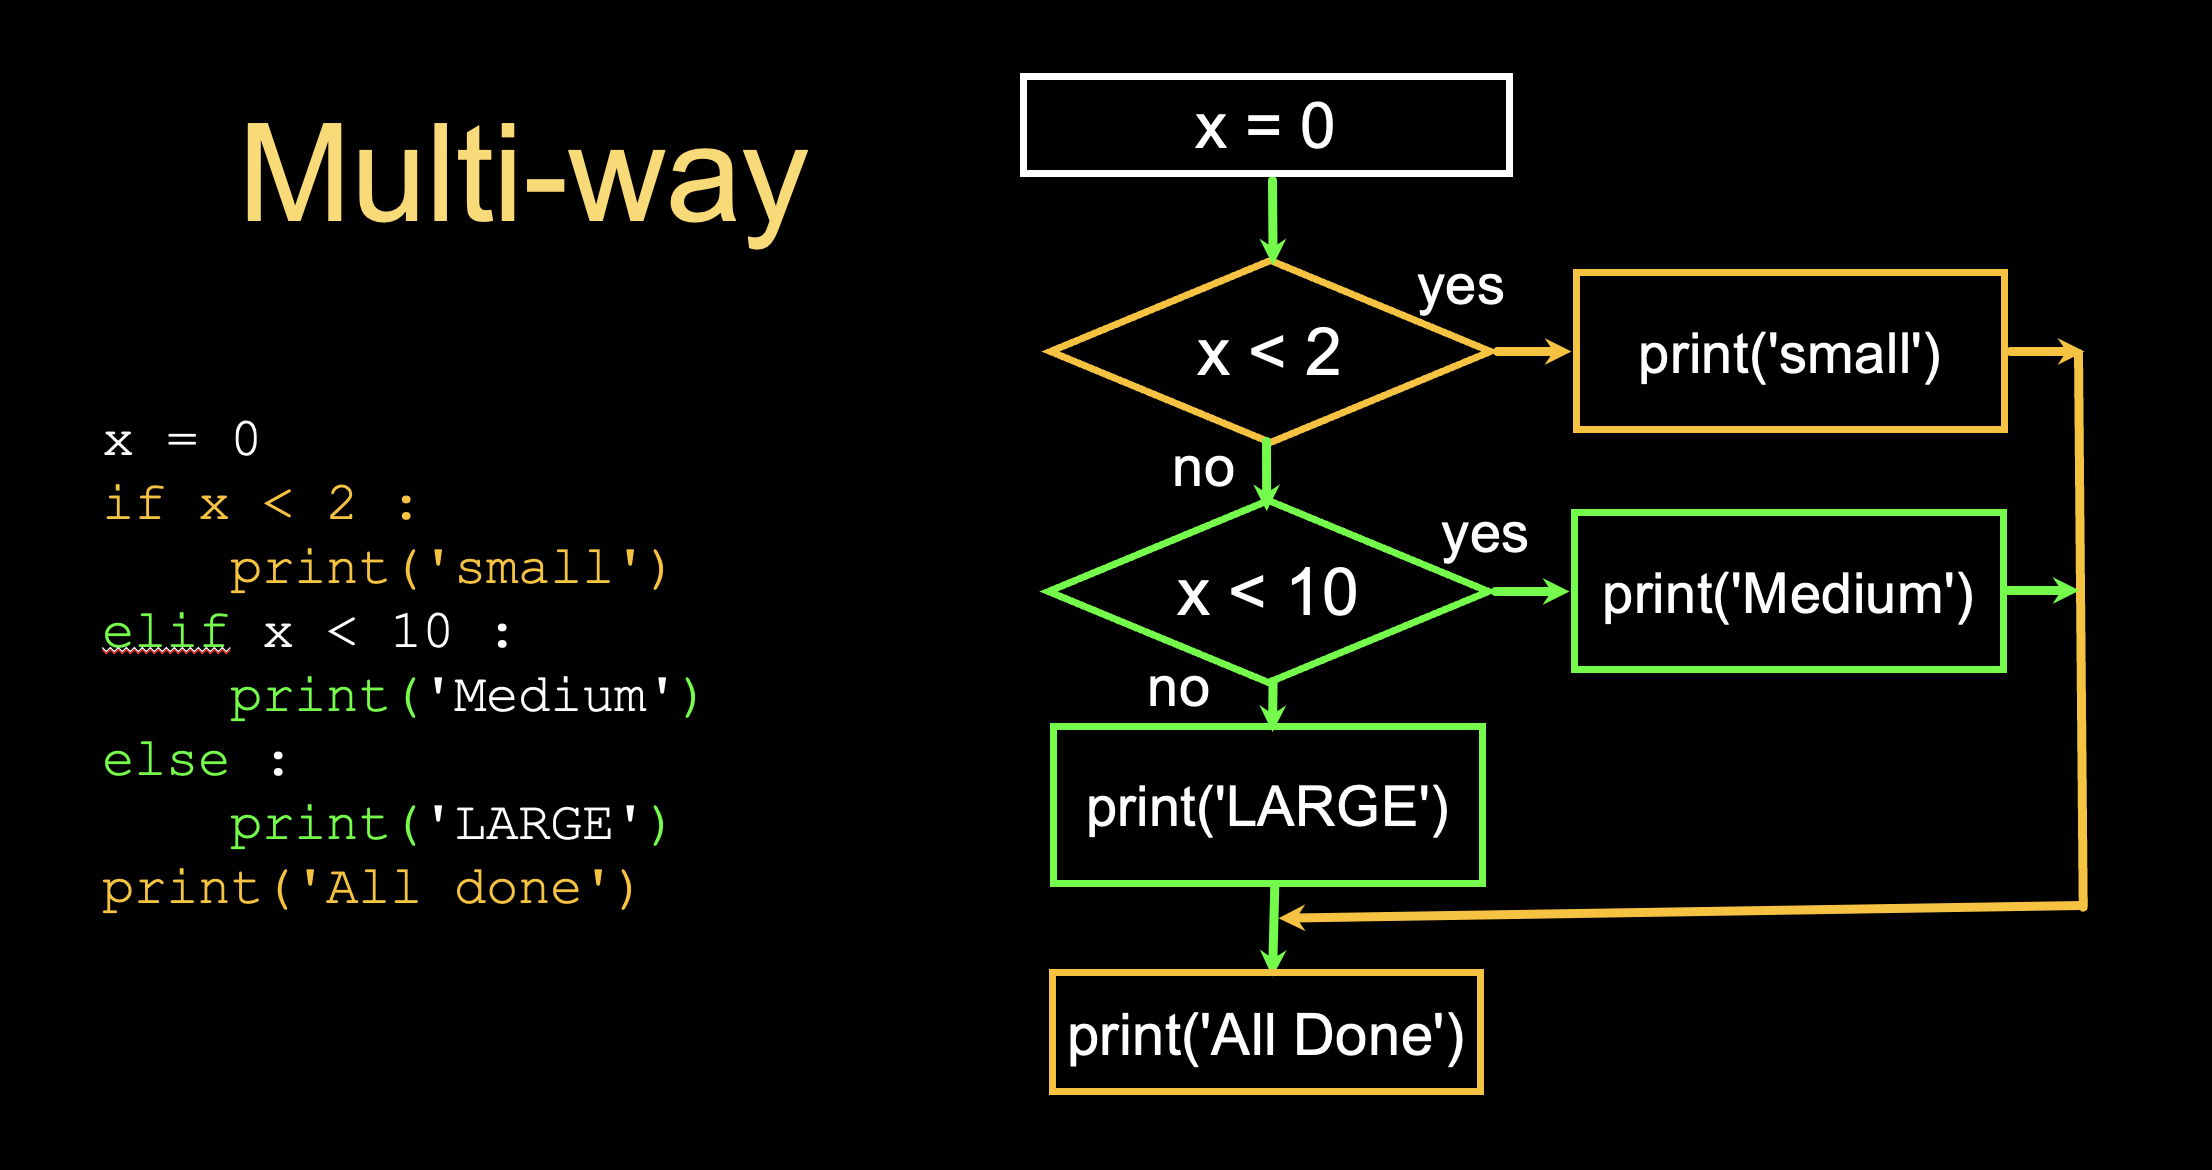 Multi-way
x = 0
if x < 2 :
    print('small')
elif x < 10 :
    print('Medium')
else :
    print('LARGE')
print('All done')
x = 0
x < 2
yes
print('small')
no
x < 10
yes
print('Medium')
no
print('LARGE')
print('All Done')